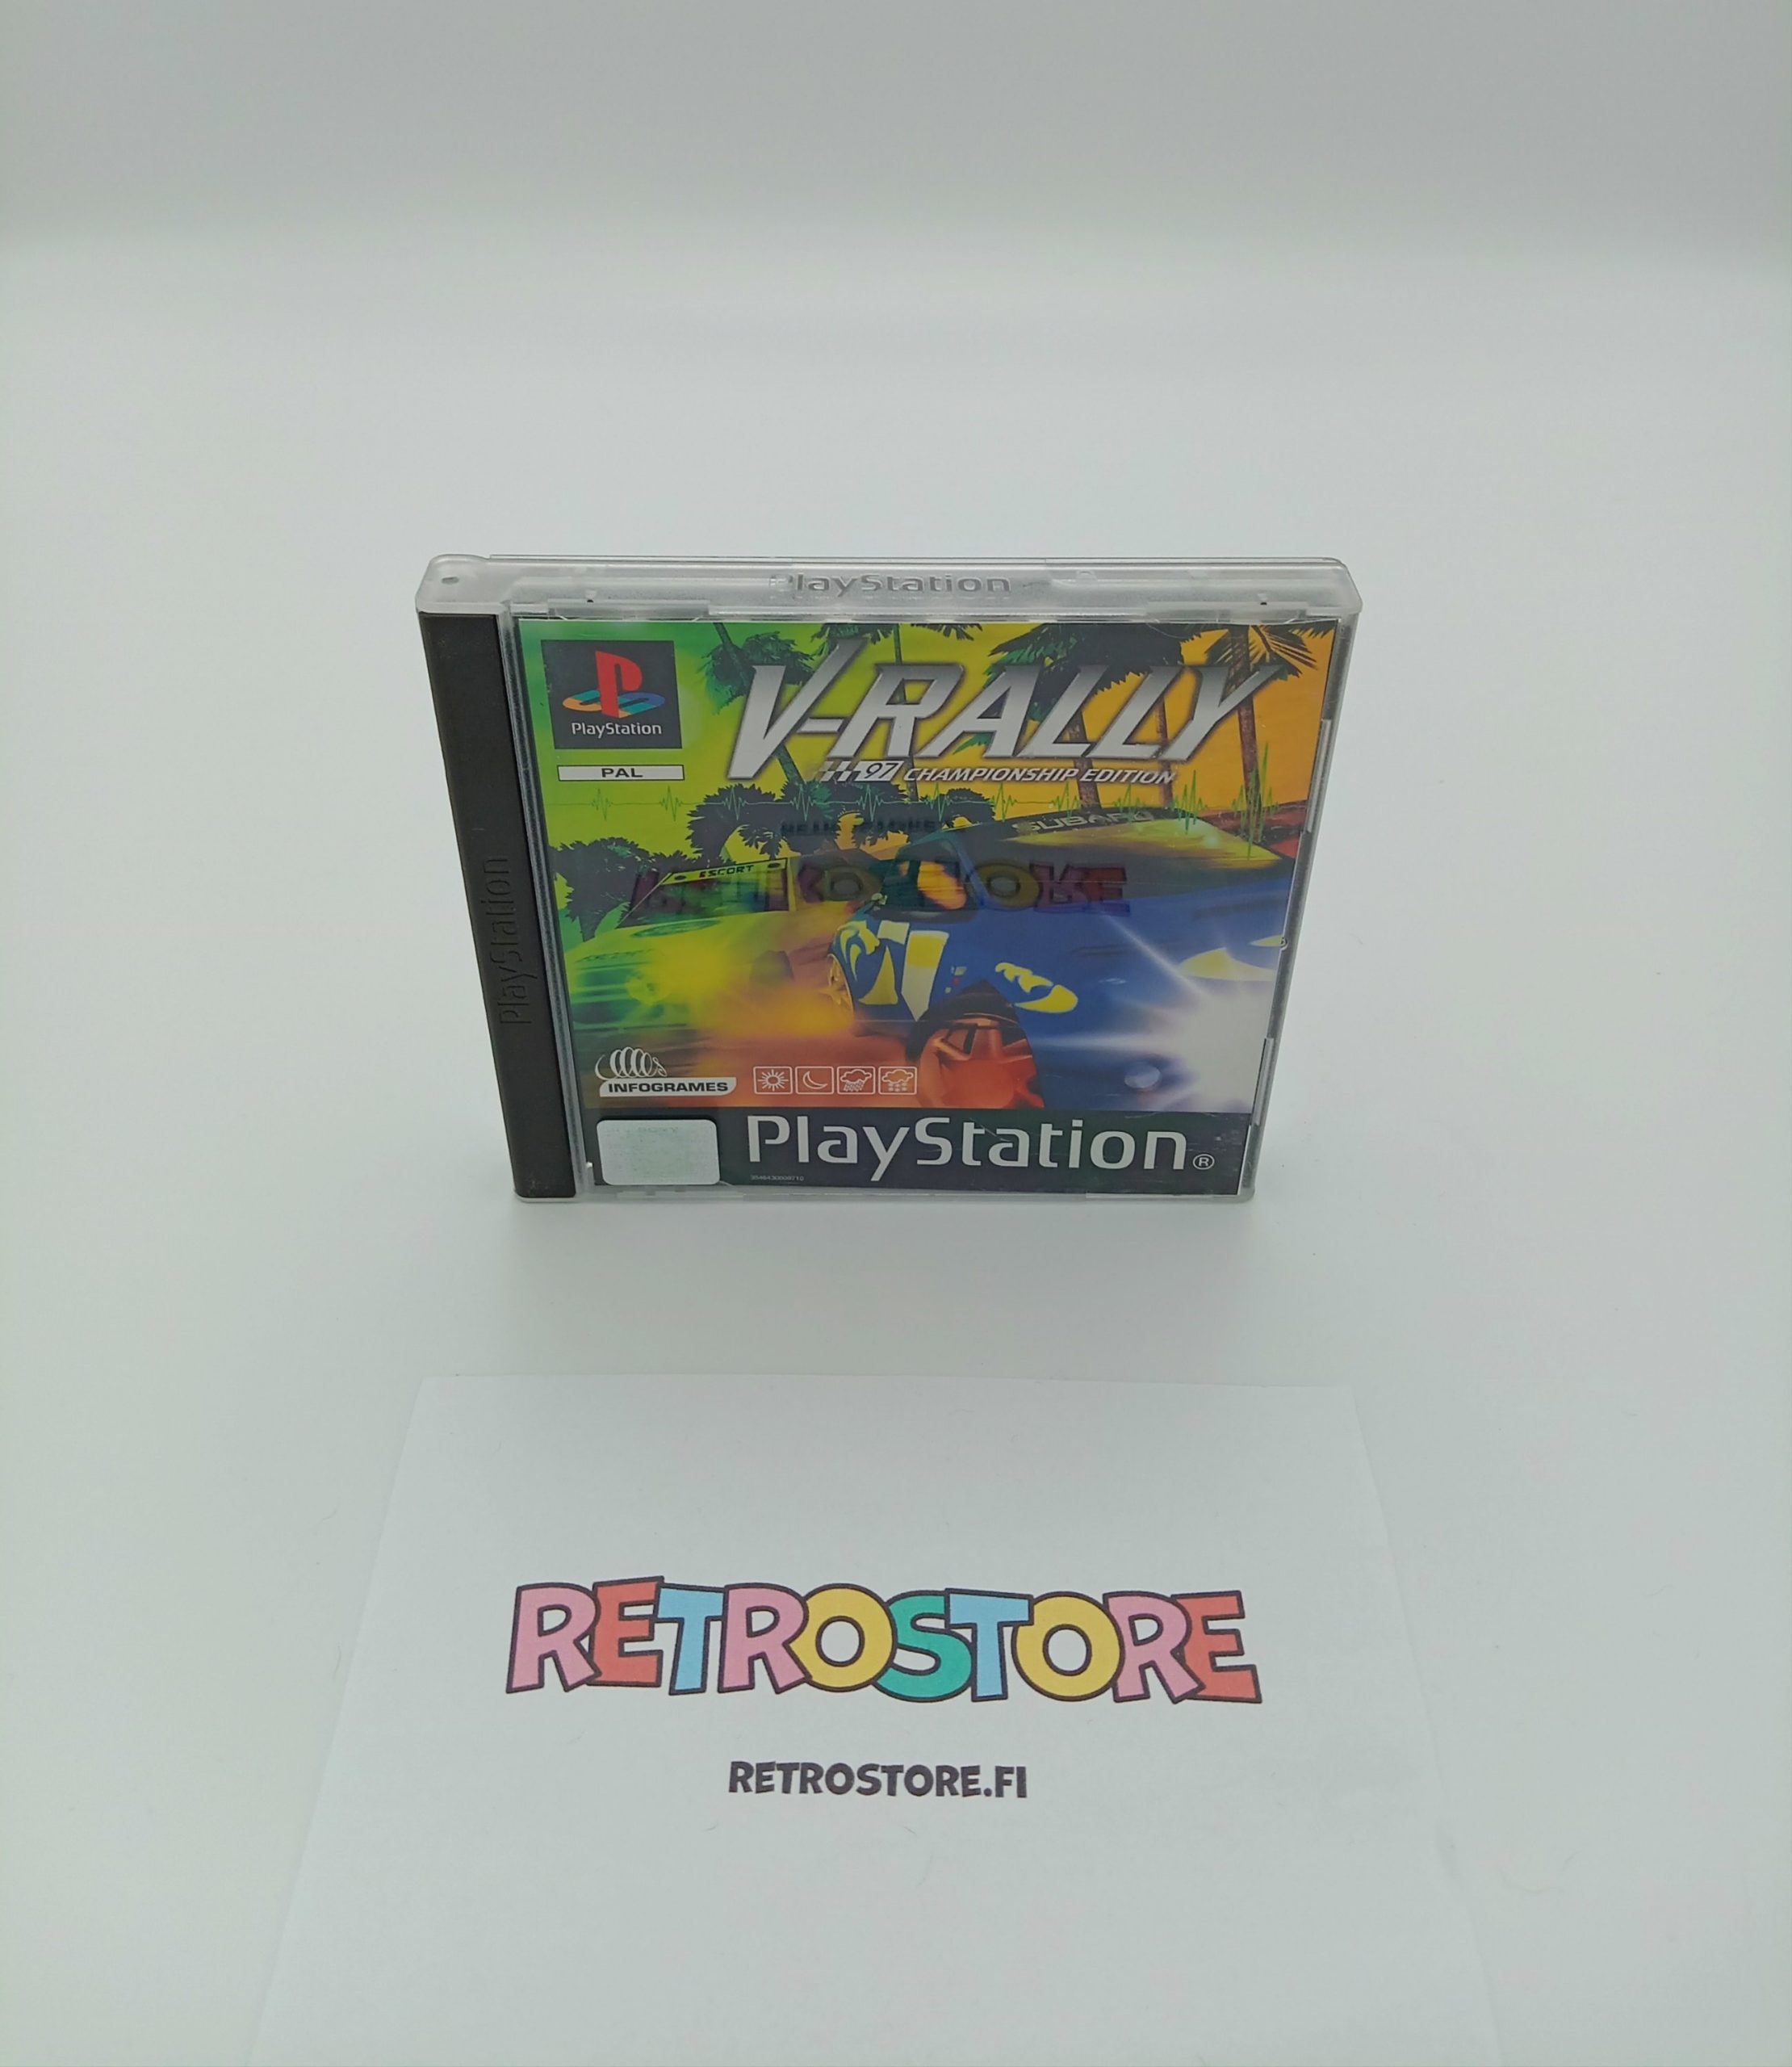 PlayStation
PlayStation
PlayStation
PAL
V-RALLY
97 CHAMPIONSHIP EDITION
SUBARU
ESCORT
INFOGRAMES
PlayStation®
RETROSTORE
RETROSTORE.FI